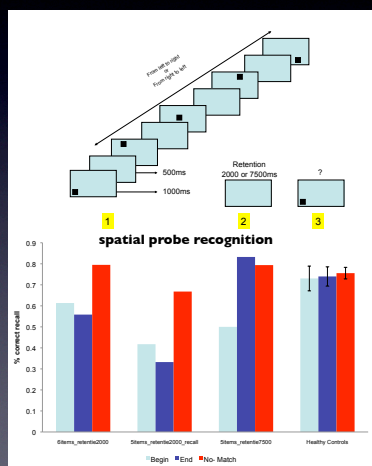 From left to right
or
From right to left
500ms
1000ms
Retention
2000 or 7500ms
?
1
2
3
spatial probe recognition
% correct recall
0.9
0.8
0.7
0.6
0.5
0.4
0.3
0.2
0.1
0
6items_retentie2000
5items_retentie2000_recall
5items_retentie7500
Healthy Controls
Begin
End
No- Match